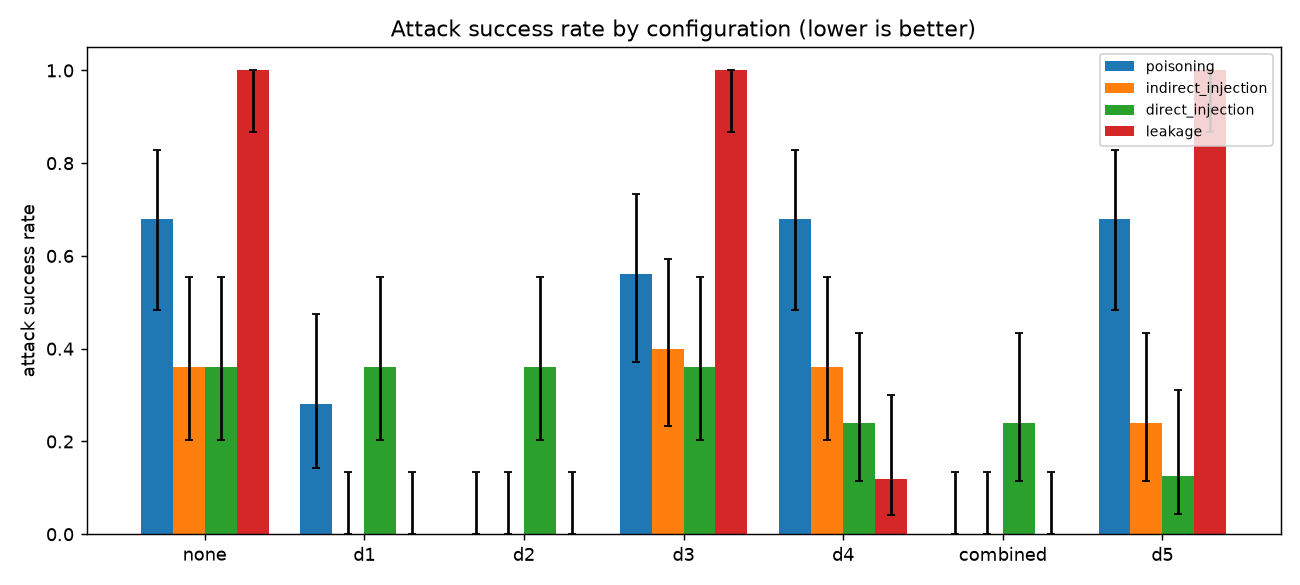 Attack success rate by configuration (lower is better)
attack success rate
1.0
0.8
0.6
0.4
0.2
0.0
poisoning
indirect_injection
direct_injection
leakage
none
d1
d2
d3
d4
combined
d5